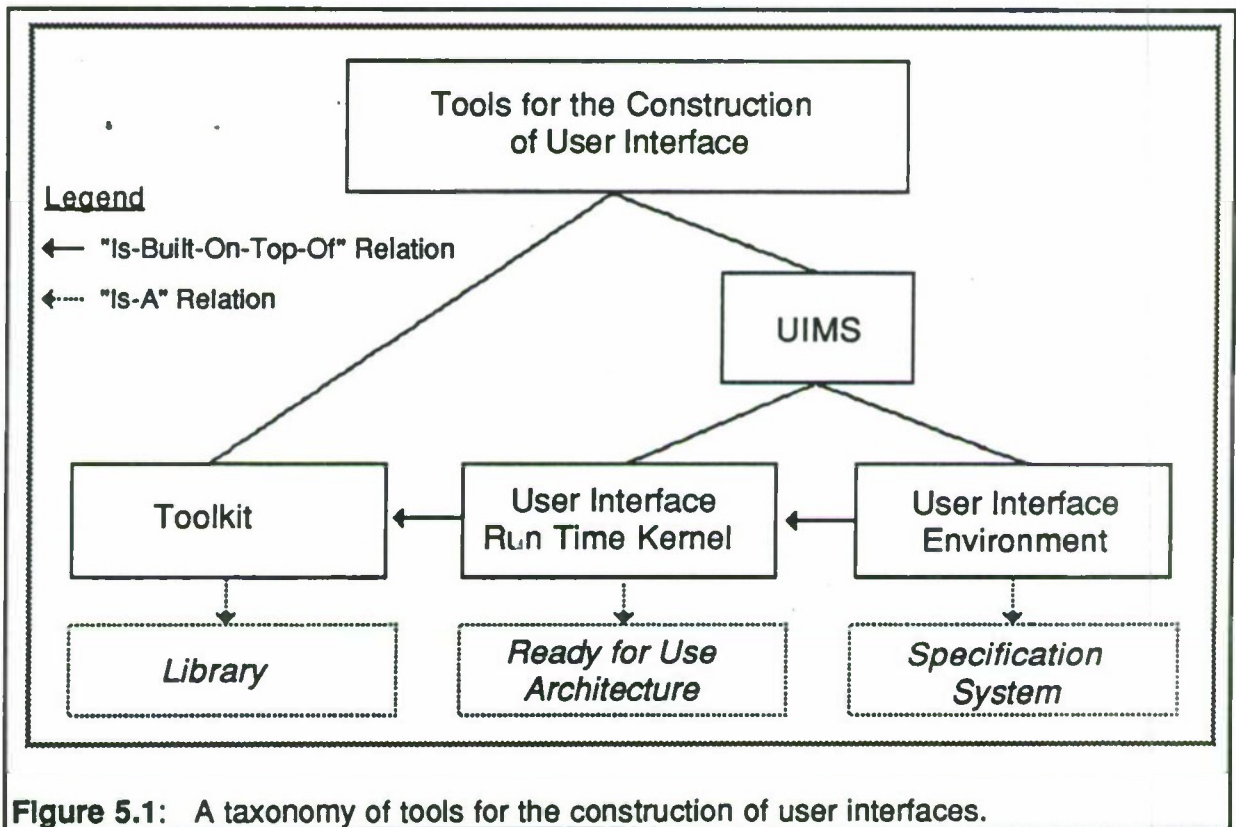 Tools for the Construction
of User Interface
Legend
"Is-Built-On-Top-Of" Relation
"Is-A" Relation
UIMS
Toolkit
User Interface
Run Time Kernel
User Interface
Environment
Library
Ready for Use
Architecture
Specification
System
Figure 5.1: A taxonomy of tools for the construction of user interfaces.